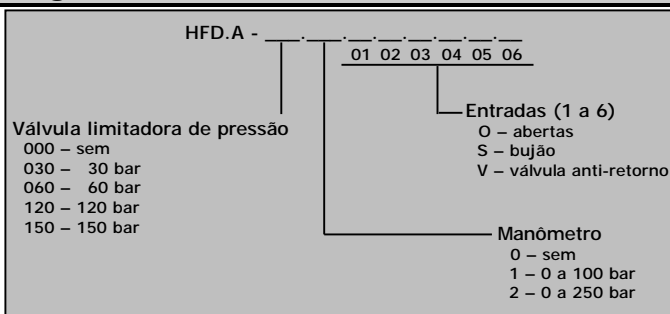 HFD.A - ___.___.___.___.___.___.___.___
01 02 03 04 05 06
Entradas (1 a 6)
O – abertas
S – bujão
V – válvula anti-retorno
Válvula limitadora de pressão
000 – sem
030 – 30 bar
060 – 60 bar
120 – 120 bar
150 – 150 bar
Manômetro
0 – sem
1 – 0 a 100 bar
2 – 0 a 250 bar